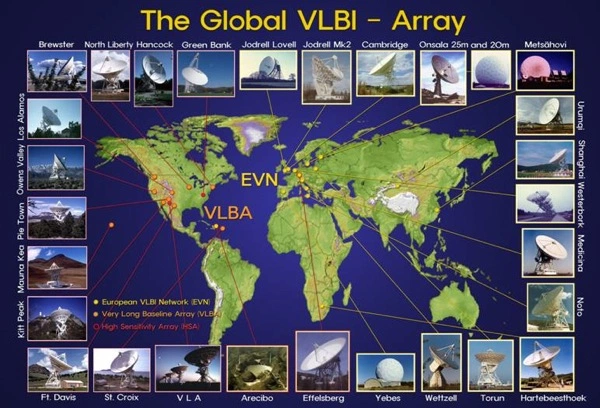 The Global VLBI - Array
Brewster North Liberty Hancock Green Bank Jodrell Lovell Jodrell Mk2 Cambridge Onsala 25m and 20m Metsähovi
Los Alamos
Owens Valley
Pie Town
Mauna Kea
Kitt Peak
EVN
VLBA
Urumqi
Shanghai
Westerbork
Medicina
Noto
European VLBI Network (EVN)
Very Long Baseline Array (VLBA)
High Sensitivity Array (HSA)
Ft. Davis St. Croix V L A Arecibo Effelsberg Yebes Wettzell Torun Hartebeesthoek